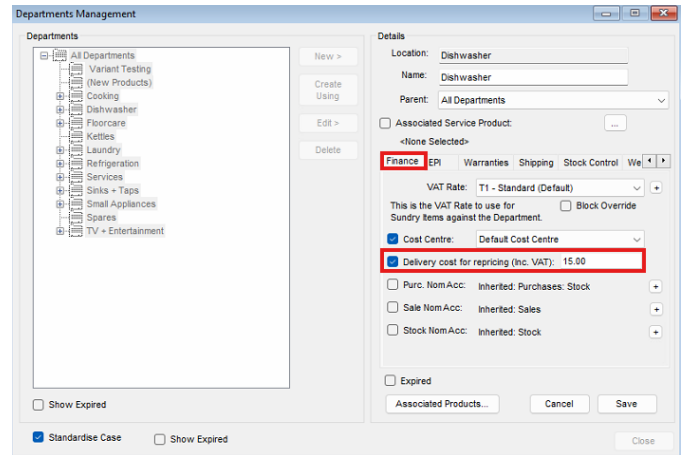 Departments Management
Departments
All Departments
Variant Testing
(New Products)
Cooking
Dishwasher
Floorcare
Kettles
Laundry
Refrigeration
Services
Sinks + Taps
Small Appliances
Spares
TV + Entertainment
Show Expired
New >
Create
Using
Edit >
Delete
Details
Location: Dishwasher
Name: Dishwasher
Parent: All Departments
Associated Service Product: ...
<None Selected>
Finance EPI Warranties Shipping Stock Control We
VAT Rate: T1 - Standard (Default) +
This is the VAT Rate to use for
Sundry Items against the Department.
Block Override
Cost Centre: Default Cost Centre
Delivery cost for repricing (Inc. VAT): 15.00
Purc. Nom Acc: Inherited: Purchases: Stock +
Sale Nom Acc: Inherited: Sales +
Stock Nom Acc: Inherited: Stock +
Expired
Associated Products... Cancel Save
Standardise Case Show Expired Close